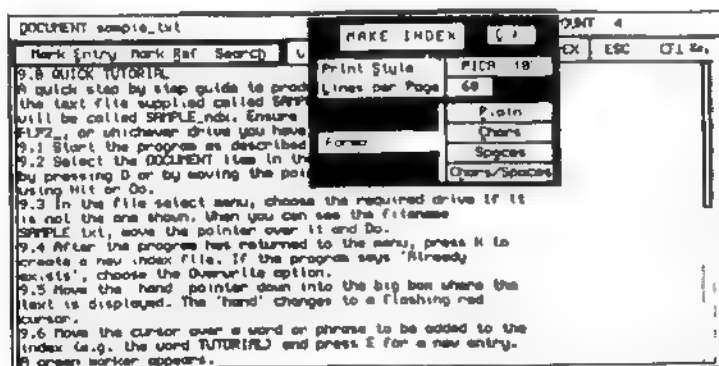 DOCUMENT sample_txt
COUNT 4
MAKE INDEX
Mark Entry Mark Ref Search
ESC
Print Style PICA 10
Lines per Page 60
Format
Plain
Chars
Spaces
Chars/Spaces
9.0 QUICK TUTORIAL
A quick step by step guide to
the text file supplied called
will be called SAMPLE_ndx. Ensure
FLP2_, or whichever drive you have
9.1 Start the program as described
9.2 Select the DOCUMENT item in the
by pressing D or by moving the
using Hit or Do.
9.3 In the file select menu, choose the required drive if it
is not the one shown. When you can see the filename
SAMPLE txt, move the pointer over it and Do.
9.4 After the program has returned to the menu, press N to
create a new index file. If the program says 'Already
exists', choose the Overwrite option.
9.5 Move the 'hand' pointer down into the big box where the
text is displayed. The 'hand' changes to a flashing red
cursor.
9.6 Move the cursor over a word or phrase to be added to the
index (e.g. the word TUTORIAL) and press E for a new entry.
A green marker appears.